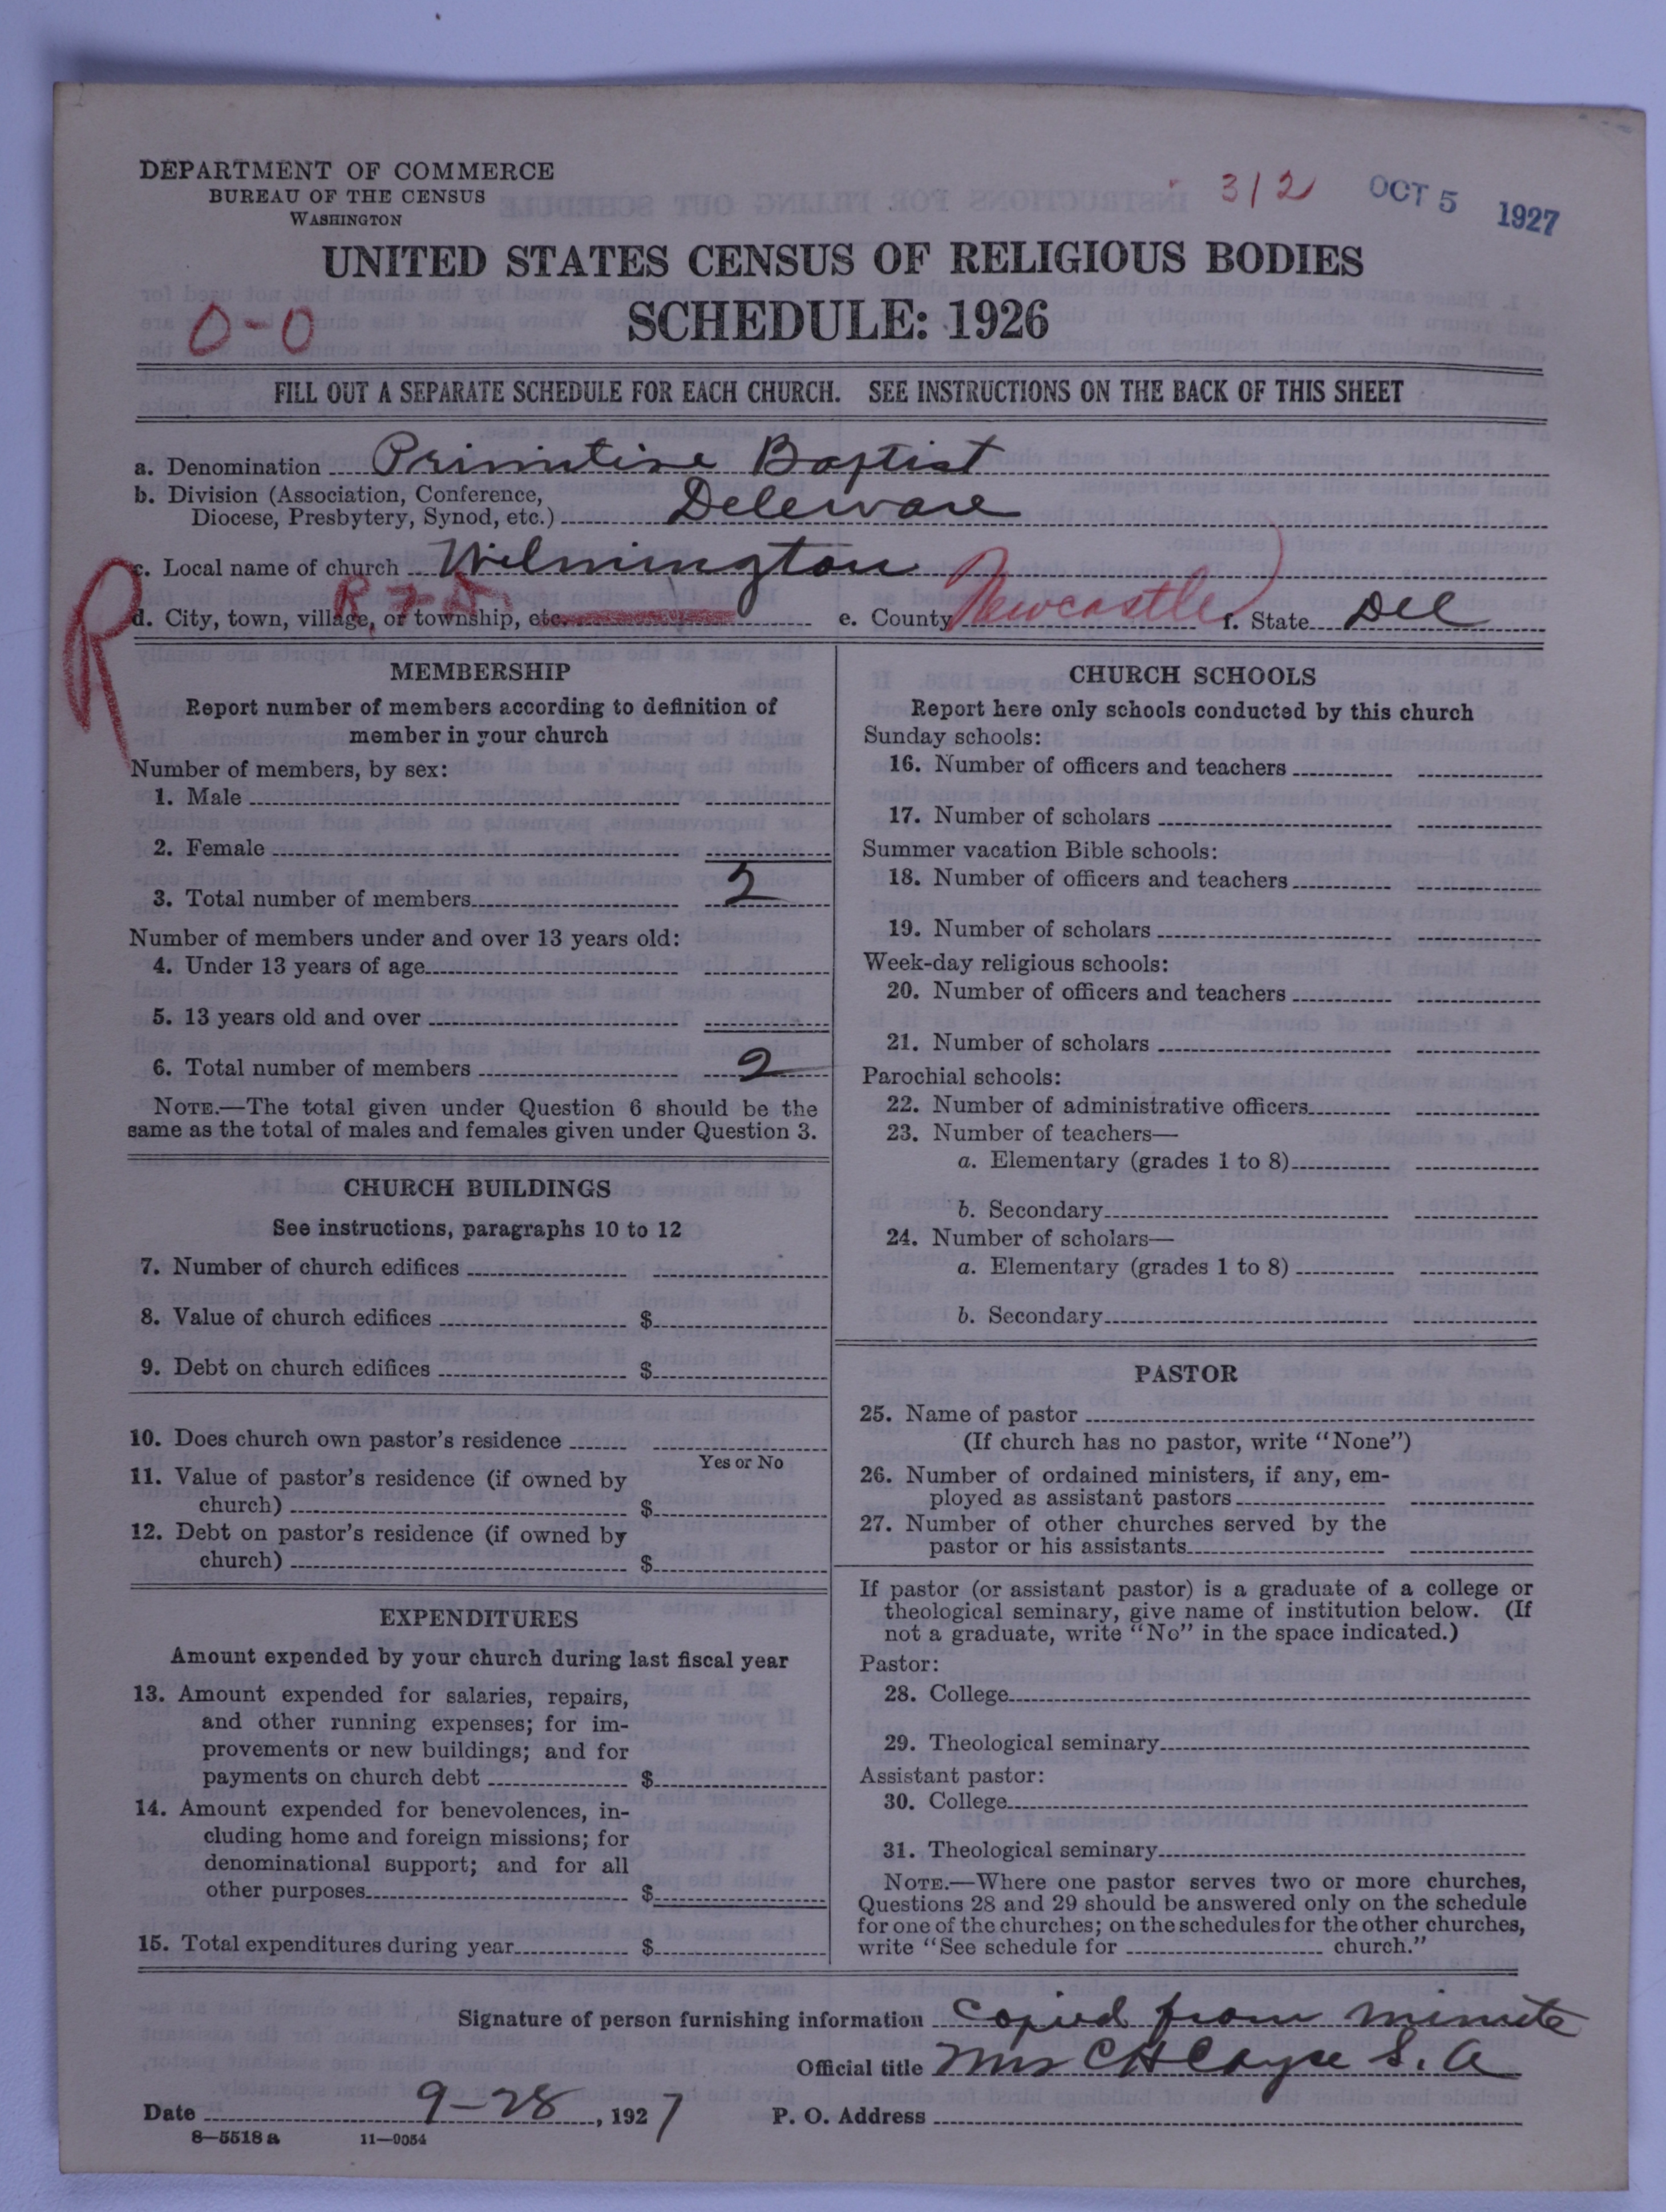 DEPARTMENT OF COMMERCE
BUREAU OF THE CENSUS
WASHINGTON
312 OCT 5 1927
UNITED STATES CENSUS OF RELIGIOUS BODIES
SCHEDULE: 1926
0-0
FILL OUT A SEPARATE SCHEDULE FOR EACH CHURCH. SEE INSTRUCTIONS ON THE BACK OF THIS SHEET
a. Denomination Primitive Baptist
b. Division (Association, Conference,
Diocese, Presbytery, Synod, etc.) Deleware
c. Local name of church Wilmington
R
d. City, town, village, or township, etc. e. County Newcastle f. State Del
MEMBERSHIP
Report number of members according to definition of
member in your church
Number of members, by sex:
1. Male
2. Female
3. Total number of members 2
Number of members under and over 13 years old:
4. Under 13 years of age
5. 13 years old and over
6. Total number of members 2
NOTE.—The total given under Question 6 should be the
same as the total of males and females given under Question 3.
CHURCH BUILDINGS
See instructions, paragraphs 10 to 12
7. Number of church edifices
8. Value of church edifices $
9. Debt on church edifices $
10. Does church own pastor's residence
Yes or No
11. Value of pastor's residence (if owned by
church) $
12. Debt on pastor's residence (if owned by
church) $
EXPENDITURES
Amount expended by your church during last fiscal year
13. Amount expended for salaries, repairs,
and other running expenses; for im-
provements or new buildings; and for
payments on church debt $
14. Amount expended for benevolences, in-
cluding home and foreign missions; for
denominational support; and for all
other purposes $
15. Total expenditures during year $
CHURCH SCHOOLS
Report here only schools conducted by this church
Sunday schools:
16. Number of officers and teachers
17. Number of scholars
Summer vacation Bible schools:
18. Number of officers and teachers
19. Number of scholars
Week-day religious schools:
20. Number of officers and teachers
21. Number of scholars
Parochial schools:
22. Number of administrative officers
23. Number of teachers—
a. Elementary (grades 1 to 8)
b. Secondary
24. Number of scholars—
a. Elementary (grades 1 to 8)
b. Secondary
PASTOR
25. Name of pastor
(If church has no pastor, write "None")
26. Number of ordained ministers, if any, em-
ployed as assistant pastors
27. Number of other churches served by the
pastor or his assistants
If pastor (or assistant pastor) is a graduate of a college or
theological seminary, give name of institution below. (If
not a graduate, write "No" in the space indicated.)
Pastor:
28. College
29. Theological seminary
Assistant pastor:
30. College
31. Theological seminary
NOTE.—Where one pastor serves two or more churches,
Questions 28 and 29 should be answered only on the schedule
for one of the churches; on the schedules for the other churches,
write "See schedule for church."
Signature of person furnishing information copied from minute
Official title Mrs C H Cayce S. A
Date 9-28, 1927 P. O. Address
8—5518 a 11—9054